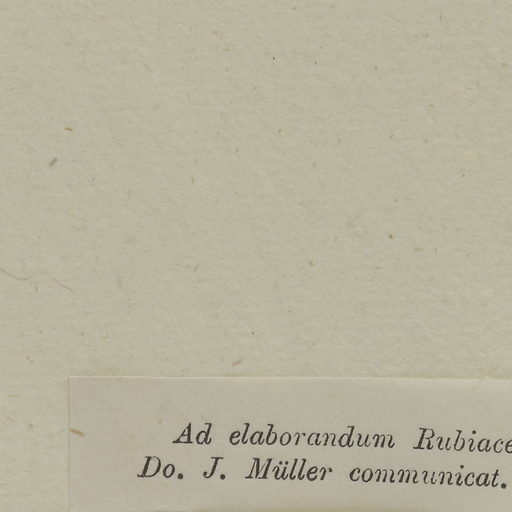 Ad elaborandum Rubiace
Do. J. Müller communicat.